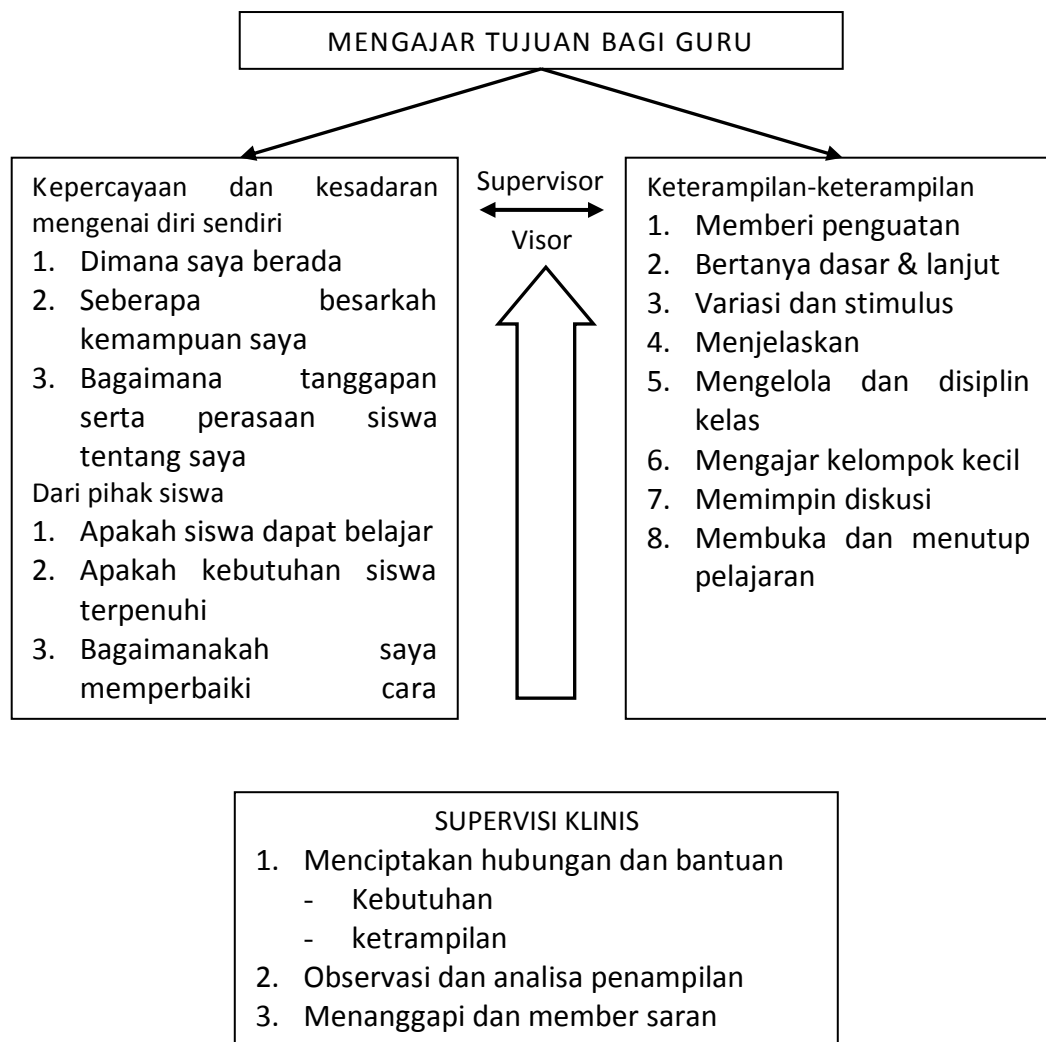 MENGAJAR TUJUAN BAGI GURU
Kepercayaan dan kesadaran
mengenai diri sendiri
1. Dimana saya berada
2. Seberapa besarkah
kemampuan saya
3. Bagaimana tanggapan
serta perasaan siswa
tentang saya
Dari pihak siswa
1. Apakah siswa dapat belajar
2. Apakah kebutuhan siswa
terpenuhi
3. Bagaimanakah saya
memperbaiki cara
Supervisor
Visor
Keterampilan-keterampilan
1. Memberi penguatan
2. Bertanya dasar & lanjut
3. Variasi dan stimulus
4. Menjelaskan
5. Mengelola dan disiplin
kelas
6. Mengajar kelompok kecil
7. Memimpin diskusi
8. Membuka dan menutup
pelajaran
SUPERVISI KLINIS
1. Menciptakan hubungan dan bantuan
- Kebutuhan
- ketrampilan
2. Observasi dan analisa penampilan
3. Menanggapi dan member saran